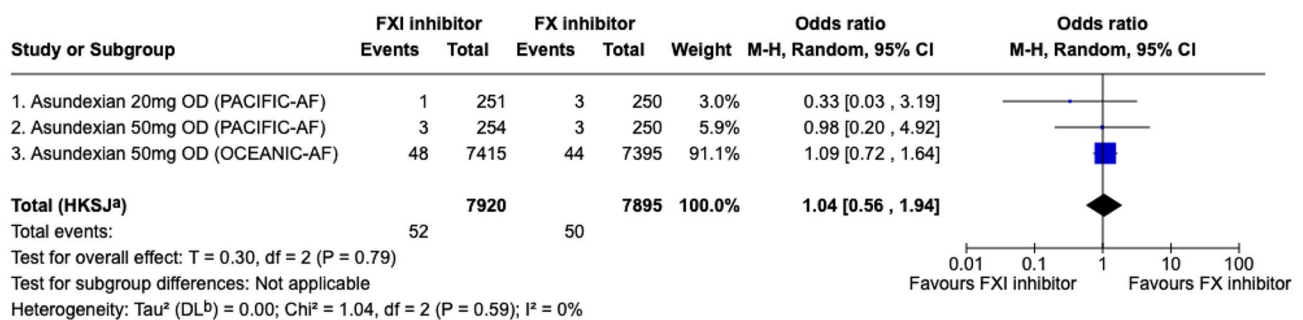 FXI inhibitor FX inhibitor Odds ratio Odds ratio
Study or Subgroup Events Total Events Total Weight M-H, Random, 95% CI M-H, Random, 95% CI
1. Asundexian 20mg OD (PACIFIC-AF) 1 251 3 250 3.0% 0.33 [0.03 , 3.19]
2. Asundexian 50mg OD (PACIFIC-AF) 3 254 3 250 5.9% 0.98 [0.20 , 4.92]
3. Asundexian 50mg OD (OCEANIC-AF) 48 7415 44 7395 91.1% 1.09 [0.72 , 1.64]
Total (HKSJᵃ) 7920 7895 100.0% 1.04 [0.56 , 1.94]
Total events: 52 50
Test for overall effect: T = 0.30, df = 2 (P = 0.79) 0.01 0.1 1 10 100
Test for subgroup differences: Not applicable Favours FXI inhibitor Favours FX inhibitor
Heterogeneity: Tau² (DLᵇ) = 0.00; Chi² = 1.04, df = 2 (P = 0.59); I² = 0%